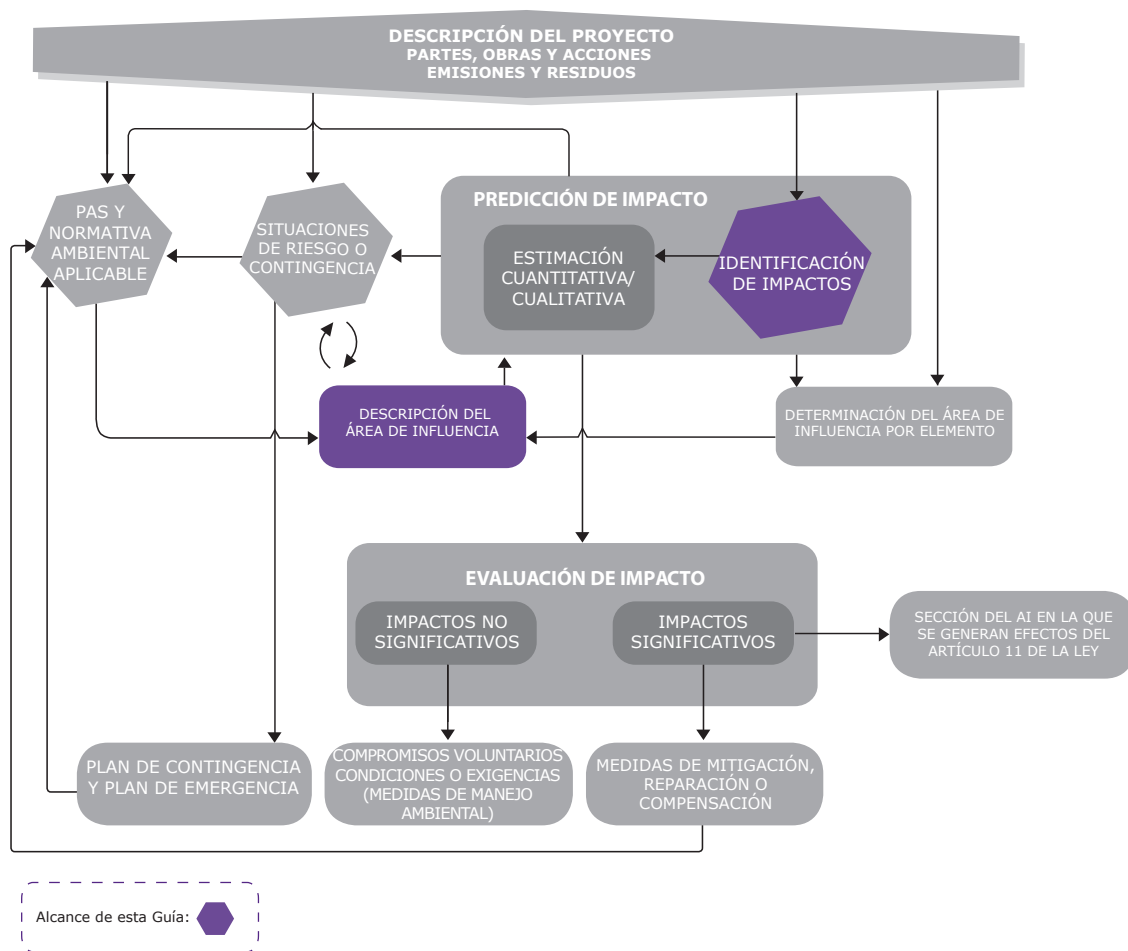 DESCRIPCIÓN DEL PROYECTO
PARTES, OBRAS Y ACCIONES
EMISIONES Y RESIDUOS
PAS Y
NORMATIVA
AMBIENTAL
APLICABLE
SITUACIONES
DE RIESGO O
CONTINGENCIA
PREDICCIÓN DE IMPACTO
ESTIMACIÓN
CUANTITATIVA/
CUALITATIVA
IDENTIFICACIÓN
DE IMPACTOS
DESCRIPCIÓN DEL
ÁREA DE INFLUENCIA
DETERMINACIÓN DEL ÁREA DE
INFLUENCIA POR ELEMENTO
EVALUACIÓN DE IMPACTO
IMPACTOS NO
SIGNIFICATIVOS
IMPACTOS
SIGNIFICATIVOS
SECCIÓN DEL AI EN LA QUE
SE GENERAN EFECTOS DEL
ARTÍCULO 11 DE LA LEY
PLAN DE CONTINGENCIA
Y PLAN DE EMERGENCIA
COMPROMISOS VOLUNTARIOS
CONDICIONES O EXIGENCIAS
(MEDIDAS DE MANEJO
AMBIENTAL)
MEDIDAS DE MITIGACIÓN,
REPARACIÓN O
COMPENSACIÓN
Alcance de esta Guía: